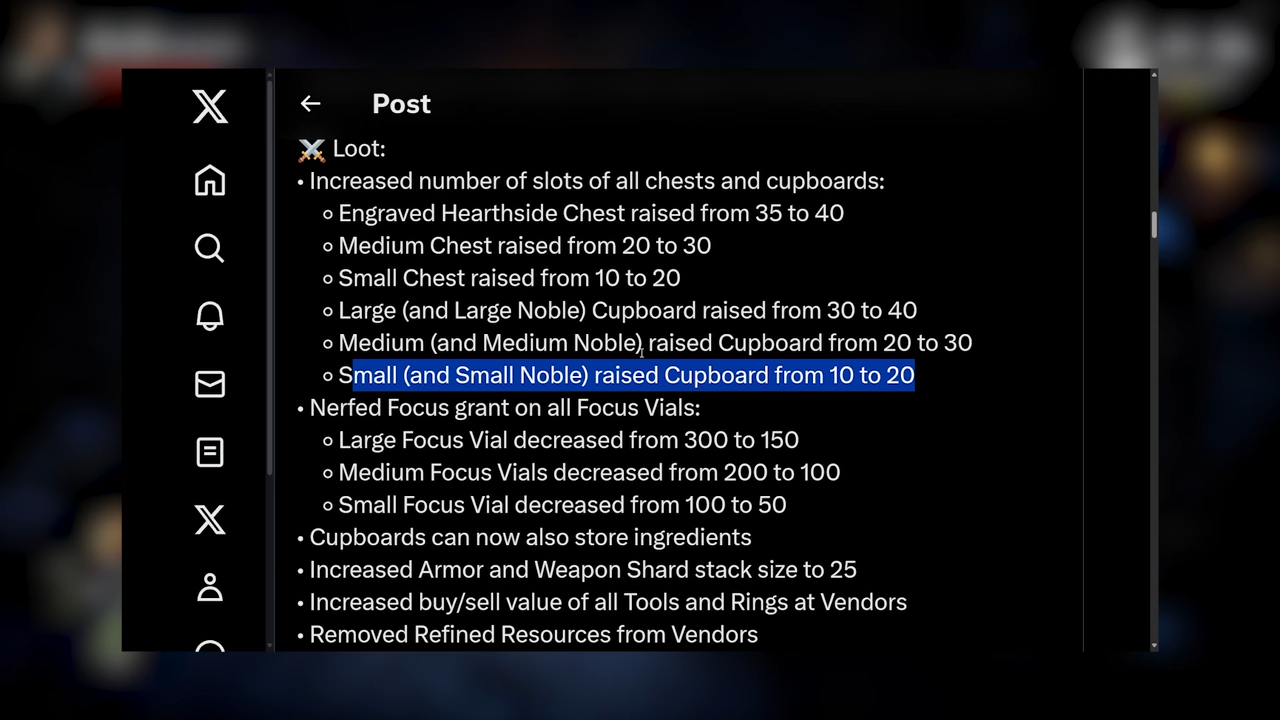 Post
⚔️ Loot:
• Increased number of slots of all chests and cupboards:
◦ Engraved Hearthside Chest raised from 35 to 40
◦ Medium Chest raised from 20 to 30
◦ Small Chest raised from 10 to 20
◦ Large (and Large Noble) Cupboard raised from 30 to 40
◦ Medium (and Medium Noble) raised Cupboard from 20 to 30
◦ Small (and Small Noble) raised Cupboard from 10 to 20
• Nerfed Focus grant on all Focus Vials:
◦ Large Focus Vial decreased from 300 to 150
◦ Medium Focus Vials decreased from 200 to 100
◦ Small Focus Vial decreased from 100 to 50
• Cupboards can now also store ingredients
• Increased Armor and Weapon Shard stack size to 25
• Increased buy/sell value of all Tools and Rings at Vendors
• Removed Refined Resources from Vendors